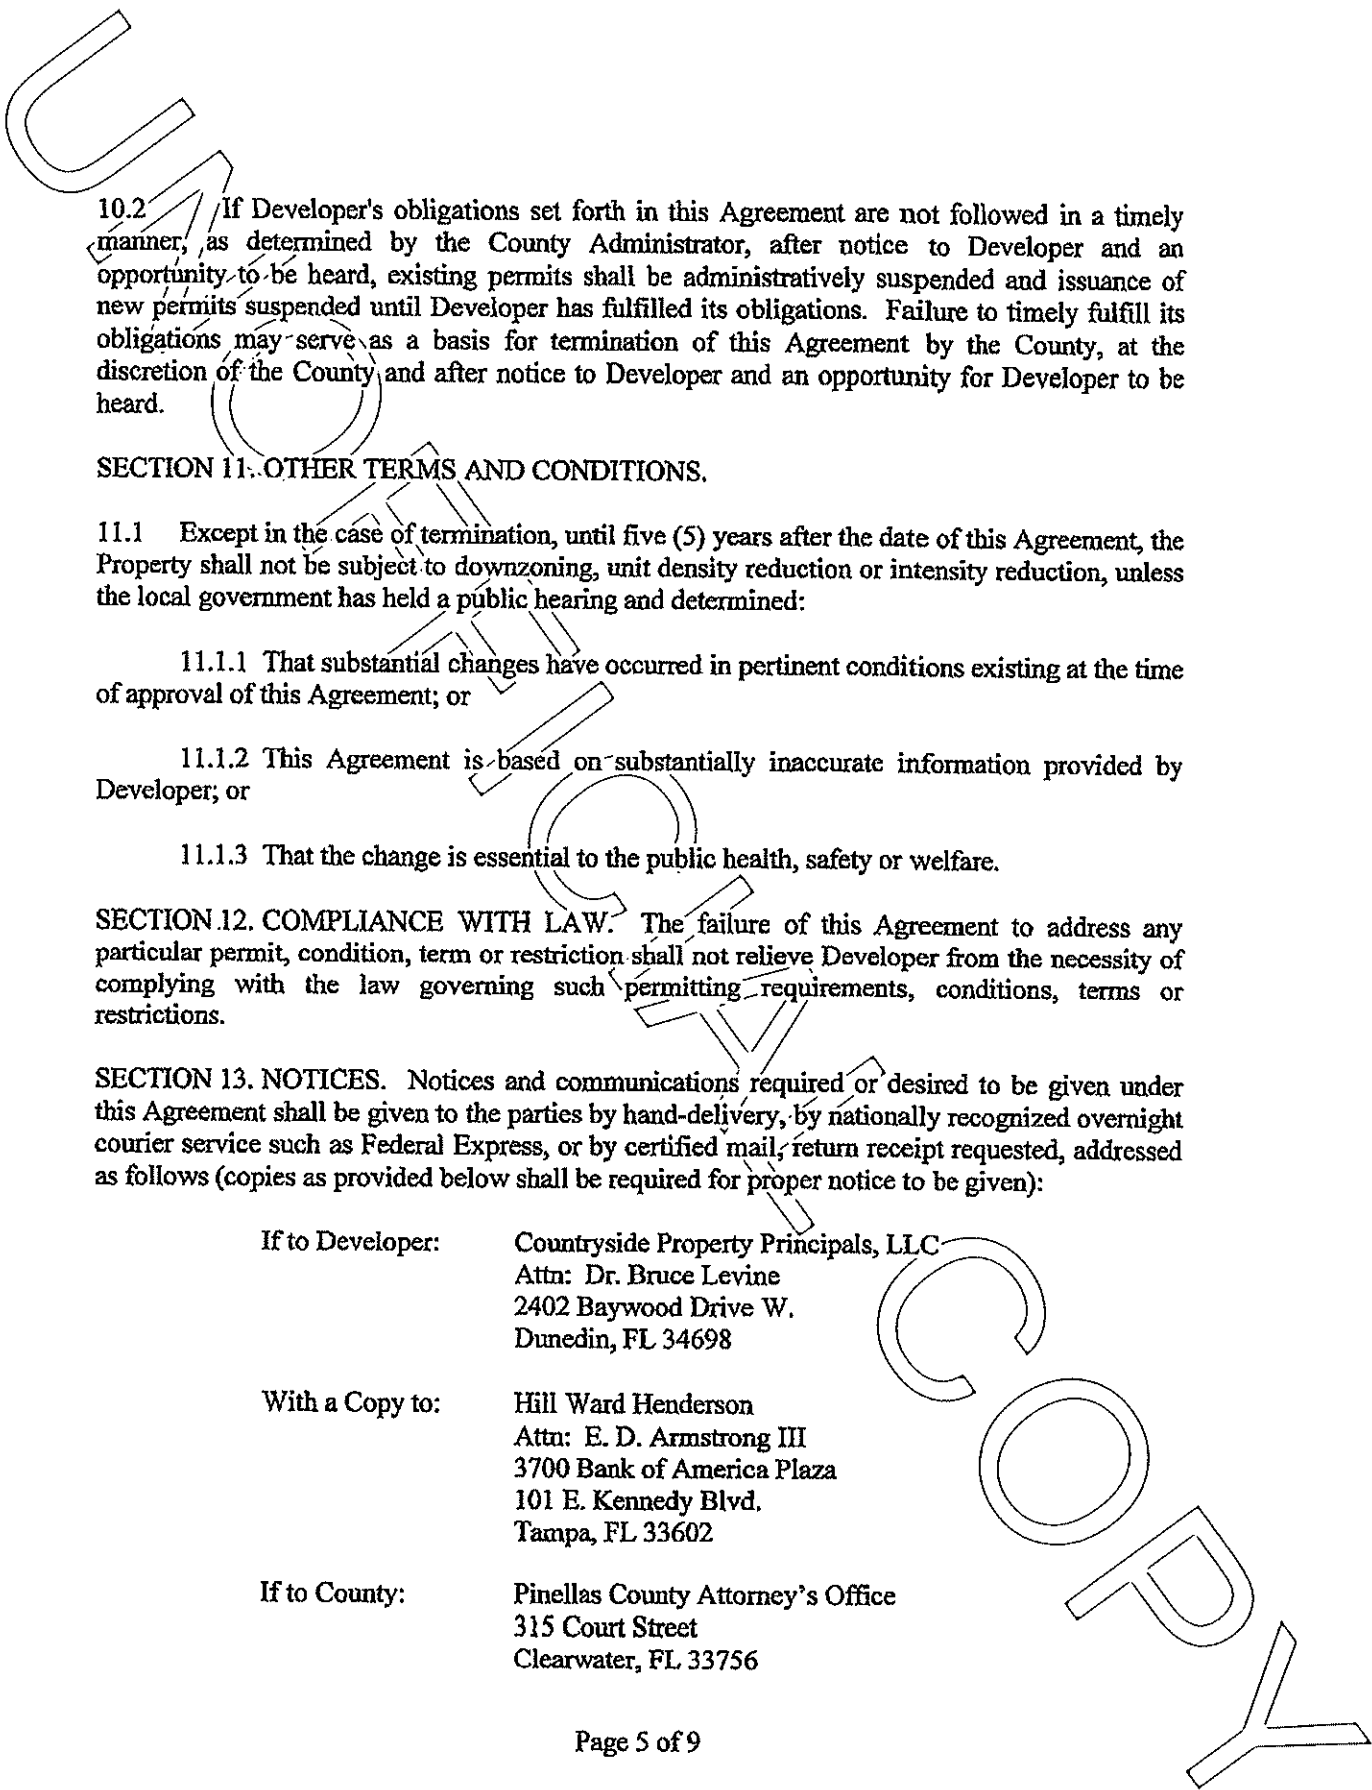 10.2 If Developer's obligations set forth in this Agreement are not followed in a timely
manner, as determined by the County Administrator, after notice to Developer and an
opportunity to be heard, existing permits shall be administratively suspended and issuance of
new permits suspended until Developer has fulfilled its obligations. Failure to timely fulfill its
obligations may serve as a basis for termination of this Agreement by the County, at the
discretion of the County and after notice to Developer and an opportunity for Developer to be
heard.
SECTION 11. OTHER TERMS AND CONDITIONS.
11.1 Except in the case of termination, until five (5) years after the date of this Agreement, the
Property shall not be subject to downzoning, unit density reduction or intensity reduction, unless
the local government has held a public hearing and determined:
11.1.1 That substantial changes have occurred in pertinent conditions existing at the time
of approval of this Agreement; or
11.1.2 This Agreement is based on substantially inaccurate information provided by
Developer; or
11.1.3 That the change is essential to the public health, safety or welfare.
SECTION 12. COMPLIANCE WITH LAW. The failure of this Agreement to address any
particular permit, condition, term or restriction shall not relieve Developer from the necessity of
complying with the law governing such permitting requirements, conditions, terms or
restrictions.
SECTION 13. NOTICES. Notices and communications required or desired to be given under
this Agreement shall be given to the parties by hand-delivery, by nationally recognized overnight
courier service such as Federal Express, or by certified mail, return receipt requested, addressed
as follows (copies as provided below shall be required for proper notice to be given):
If to Developer: Countryside Property Principals, LLC
Attn: Dr. Bruce Levine
2402 Baywood Drive W.
Dunedin, FL 34698
With a Copy to: Hill Ward Henderson
Attn: E. D. Armstrong III
3700 Bank of America Plaza
101 E. Kennedy Blvd.
Tampa, FL 33602
If to County: Pinellas County Attorney's Office
315 Court Street
Clearwater, FL 33756
Page 5 of 9
UNOFFICIAL COPY